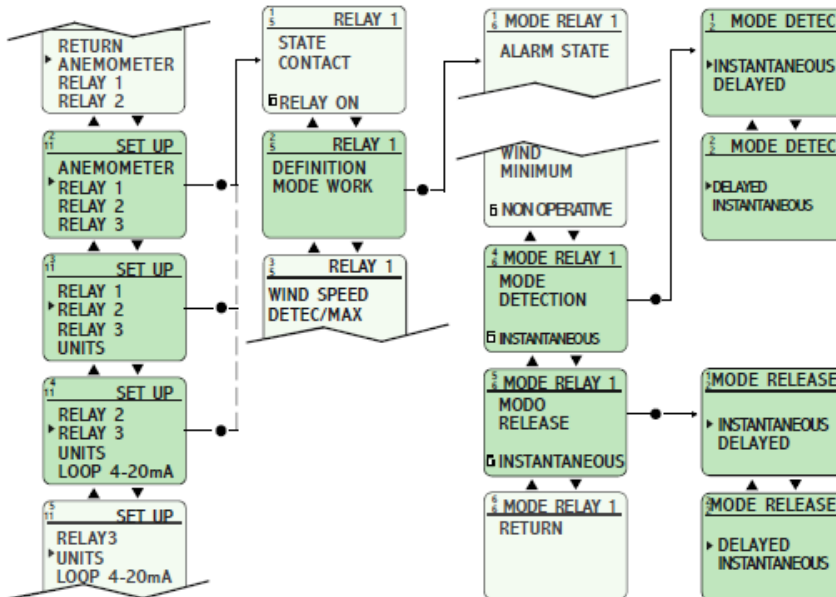 RETURN
ANEMOMETER
RELAY 1
RELAY 2
2
11 SET UP
ANEMOMETER
RELAY 1
RELAY 2
RELAY 3
3
11 SET UP
RELAY 1
RELAY 2
RELAY 3
UNITS
4
11 SET UP
RELAY 2
RELAY 3
UNITS
LOOP 4-20mA
5
11 SET UP
RELAY3
UNITS
LOOP 4-20mA
1
5 RELAY 1
STATE
CONTACT
RELAY ON
2
5 RELAY 1
DEFINITION
MODE WORK
3
5 RELAY 1
WIND SPEED
DETEC/MAX
1
6 MODE RELAY 1
ALARM STATE
WIND
MINIMUM
NON OPERATIVE
4
6 MODE RELAY 1
MODE
DETECTION
INSTANTANEOUS
5
6 MODE RELAY 1
MODO
RELEASE
INSTANTANEOUS
6
6 MODE RELAY 1
RETURN
1
2 MODE DETEC
INSTANTANEOUS
DELAYED
2
2 MODE DETEC
DELAYED
INSTANTANEOUS
1
2 MODE RELEASE
INSTANTANEOUS
DELAYED
MODE RELEASE
DELAYED
INSTANTANEOUS